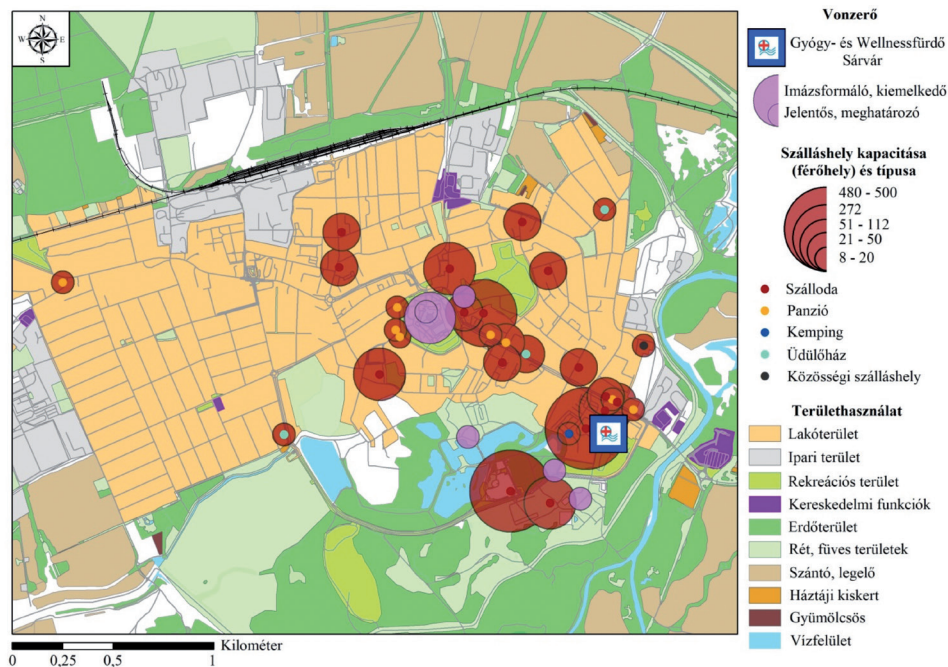 N
W E
S
Vonzerő
Gyógy- és Wellnessfürdő
Sárvár
Imázsformáló, kiemelkedő
Jelentős, meghatározó
Szálláshely kapacitása
(férőhely) és típusa
480 - 500
272
51 - 112
21 - 50
8 - 20
Szálloda
Panzió
Kemping
Üdülőház
Közösségi szálláshely
Területhasználat
Lakóterület
Ipari terület
Rekreációs terület
Kereskedelmi funkciók
Erdőterület
Rét, füves területek
Szántó, legelő
Háztáji kiskert
Gyümölcsös
Vízfelület
Kilométer
0 0,25 0,5 1